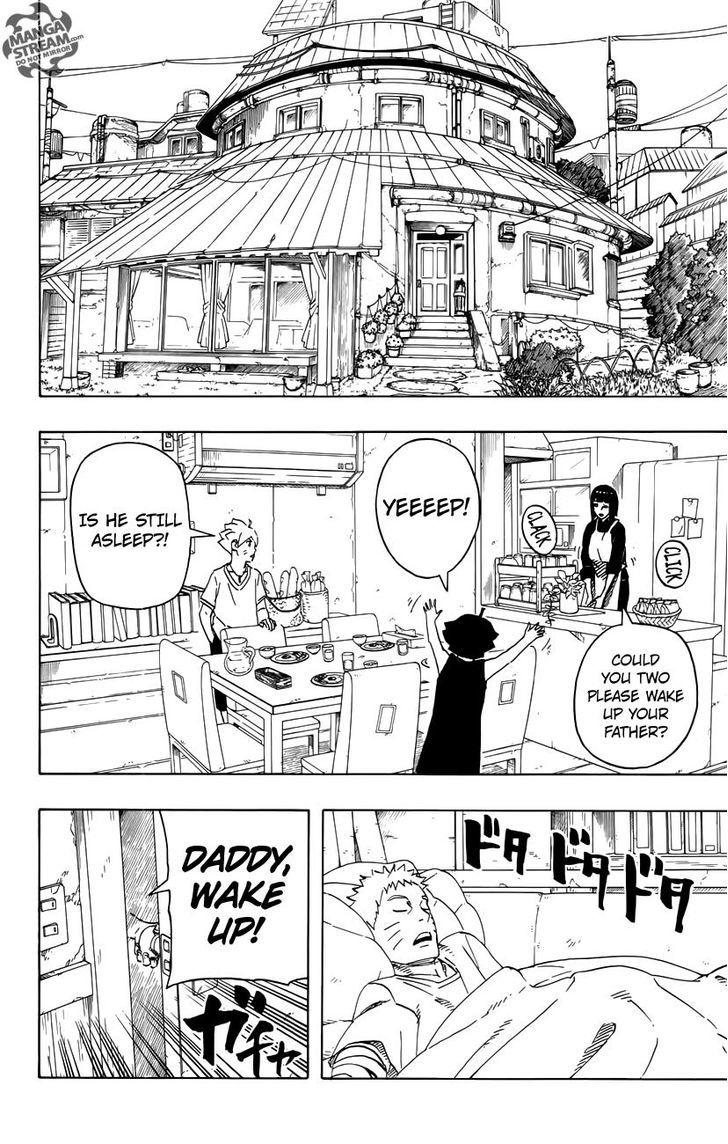 MANGA
STREAM.com
DO NOT MIRROR
YEEEEP!
IS HE STILL
ASLEEP?!
CLACK
CLICK
COULD
YOU TWO
PLEASE WAKE
UP YOUR
FATHER?
ドタ ドタ ドタ
DADDY,
WAKE
UP!
ガチャ